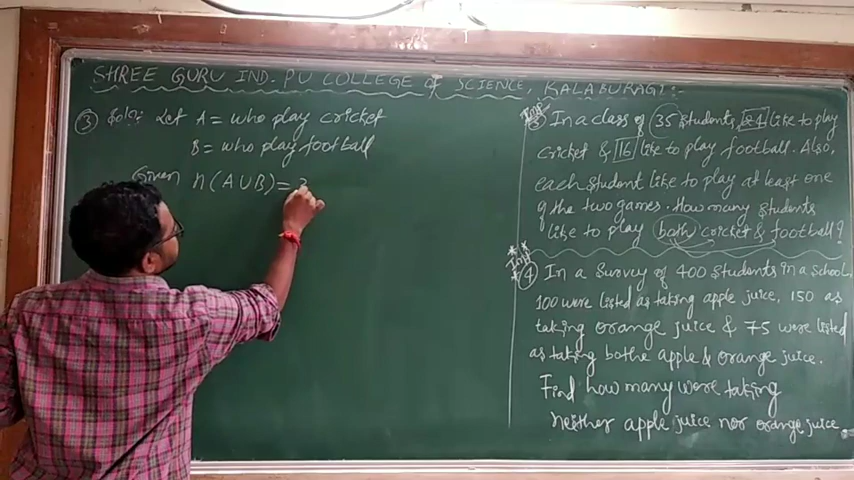 SHREE GURU IND. PU COLLEGE of SCIENCE, KALABURAGI :-
③ Soln: Let A = who play cricket
B = who play football
Given n(A∪B) = 3
Imp
③ In a class of 35 students, 24 like to play
cricket & 16 like to play football. Also,
each student like to play at least one
of the two games. How many students
like to play both cricket & football?
Imp
④ In a survey of 400 students in a school,
100 were listed as taking apple juice, 150 as
taking orange juice & 75 were listed
as taking bothe apple & orange juice.
Find how many were taking
neither apple juice nor orange juice.